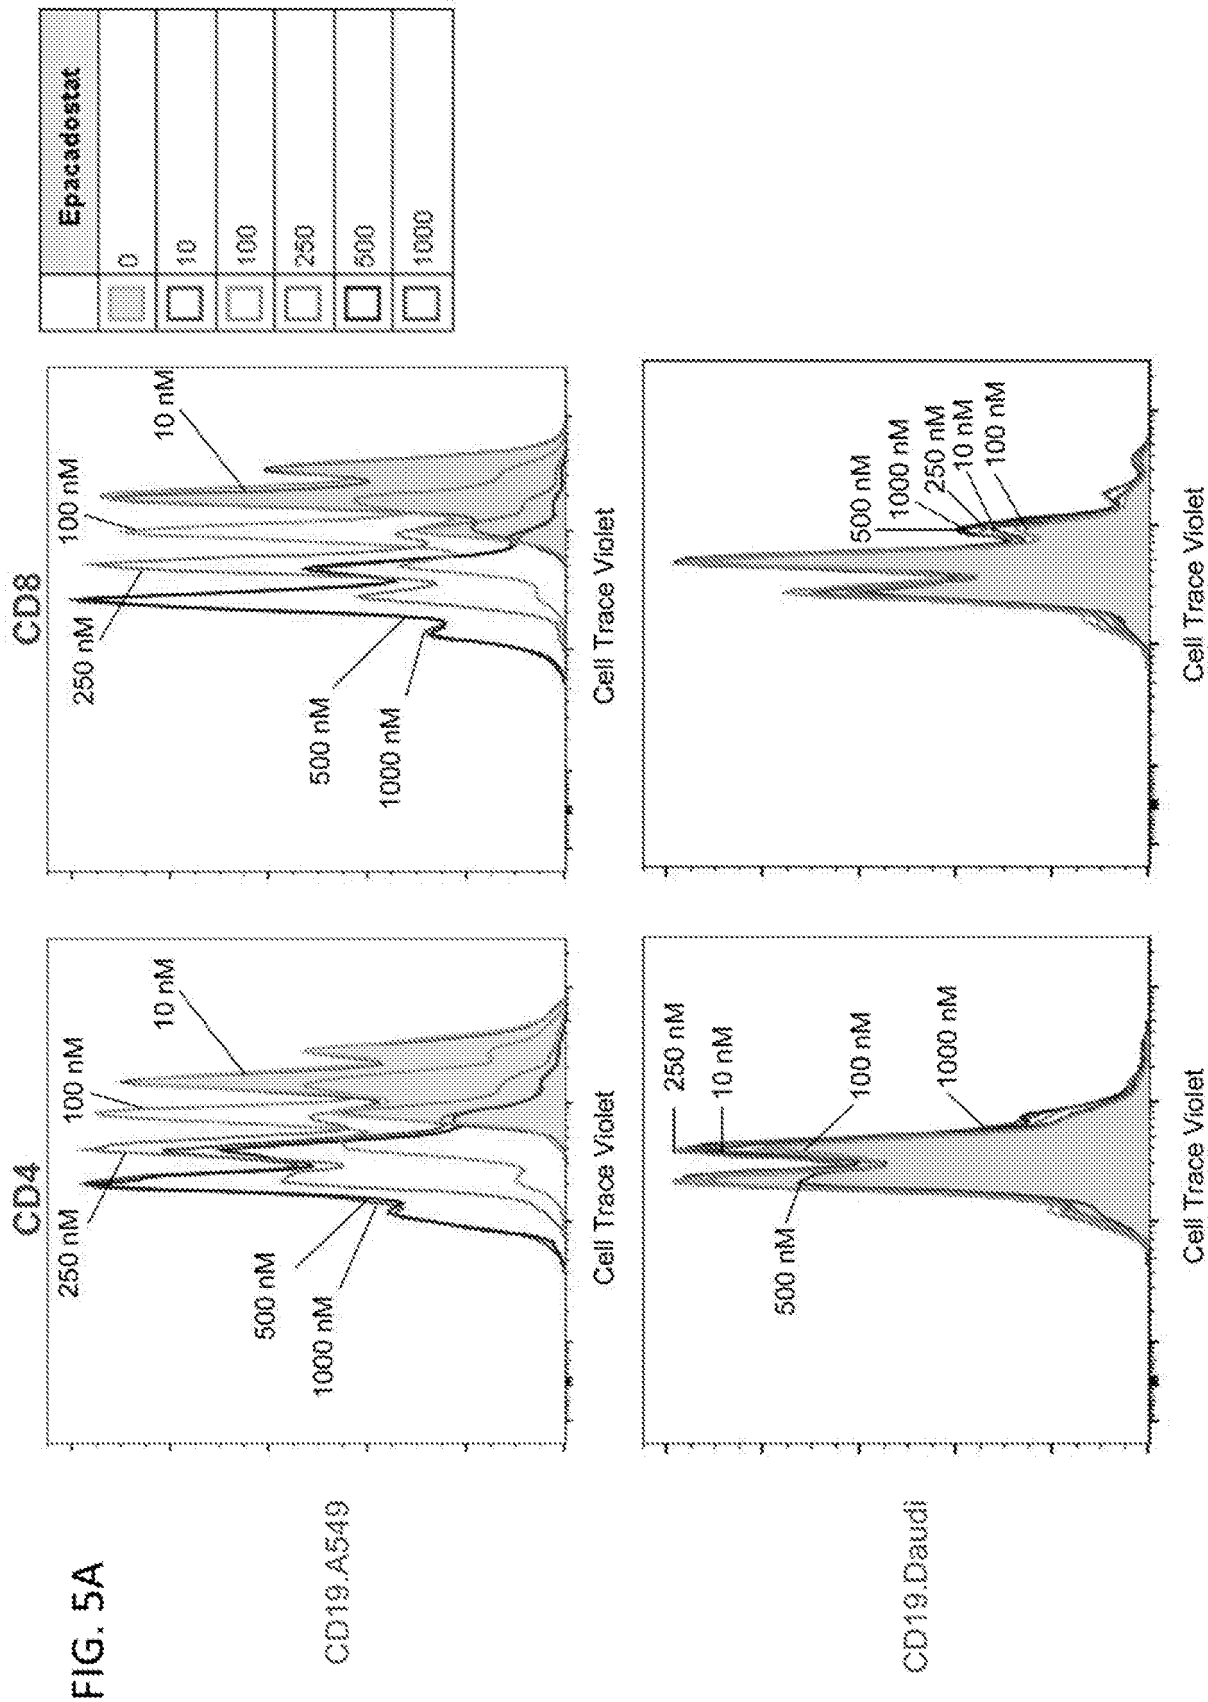 FIG. 5A
CD4
CD8
Epacadostat
0
10
100
250
500
1000
CD19.A549
250 nM
100 nM
10 nM
500 nM
1000 nM
Cell Trace Violet
250 nM
100 nM
10 nM
500 nM
1000 nM
Cell Trace Violet
CD19.Daudi
250 nM
10 nM
500 nM
100 nM
1000 nM
Cell Trace Violet
500 nM
1000 nM
250 nM
10 nM
100 nM
Cell Trace Violet